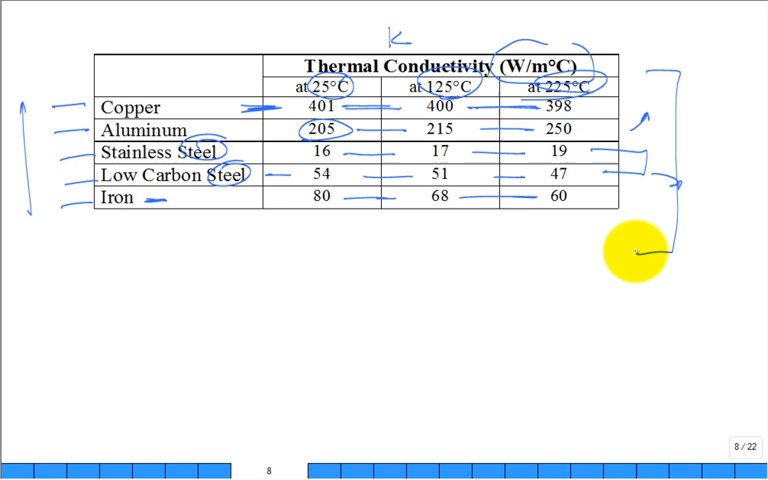 k
Thermal Conductivity (W/m°C)
at 25°C at 125°C at 225°C
Copper 401 400 398
Aluminum 205 215 250
Stainless Steel 16 17 19
Low Carbon Steel 54 51 47
Iron 80 68 60
8 / 22
8